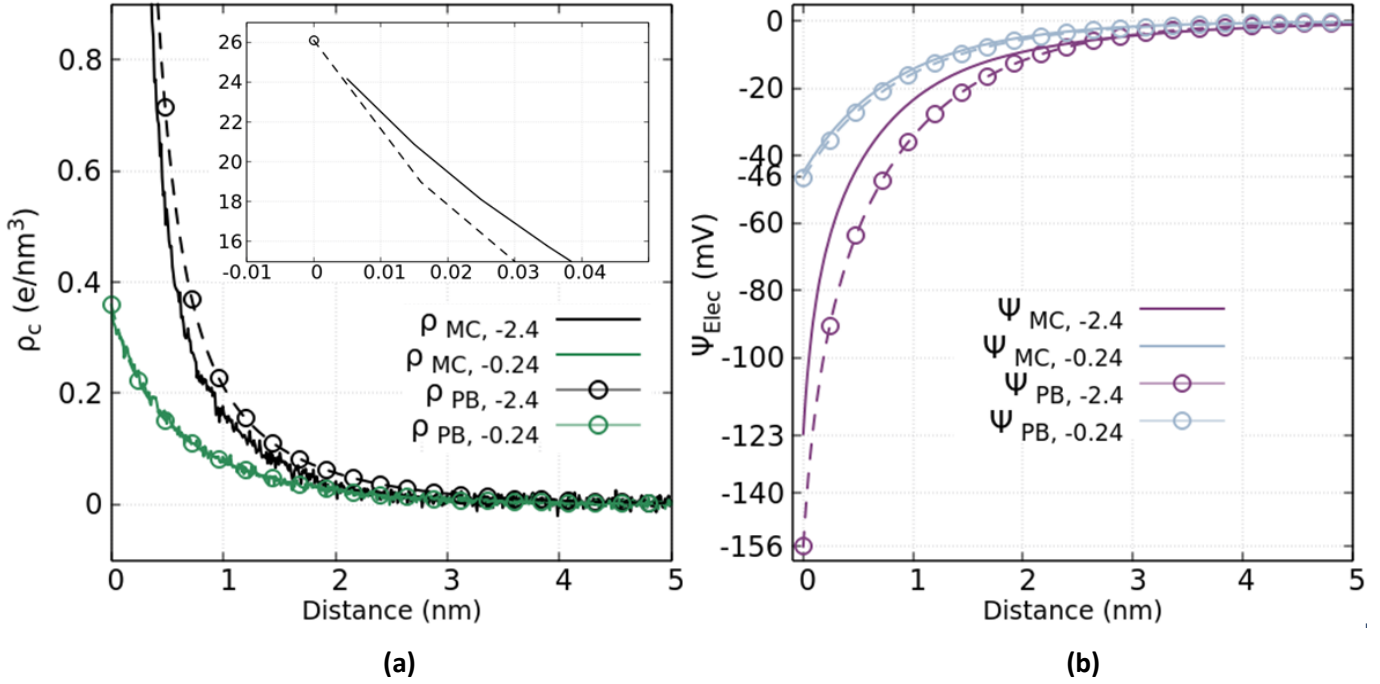 ρc (e/nm³)
0.8
0.6
0.4
0.2
0
26
24
22
20
18
16
-0.01 0 0.01 0.02 0.03 0.04
ρ MC, -2.4
ρ MC, -0.24
ρ PB, -2.4
ρ PB, -0.24
0 1 2 3 4 5
Distance (nm)
(a)
ΨElec (mV)
0
-20
-40
-46
-60
-80
-100
-123
-140
-156
Ψ MC, -2.4
Ψ MC, -0.24
Ψ PB, -2.4
Ψ PB, -0.24
0 1 2 3 4 5
Distance (nm)
(b)